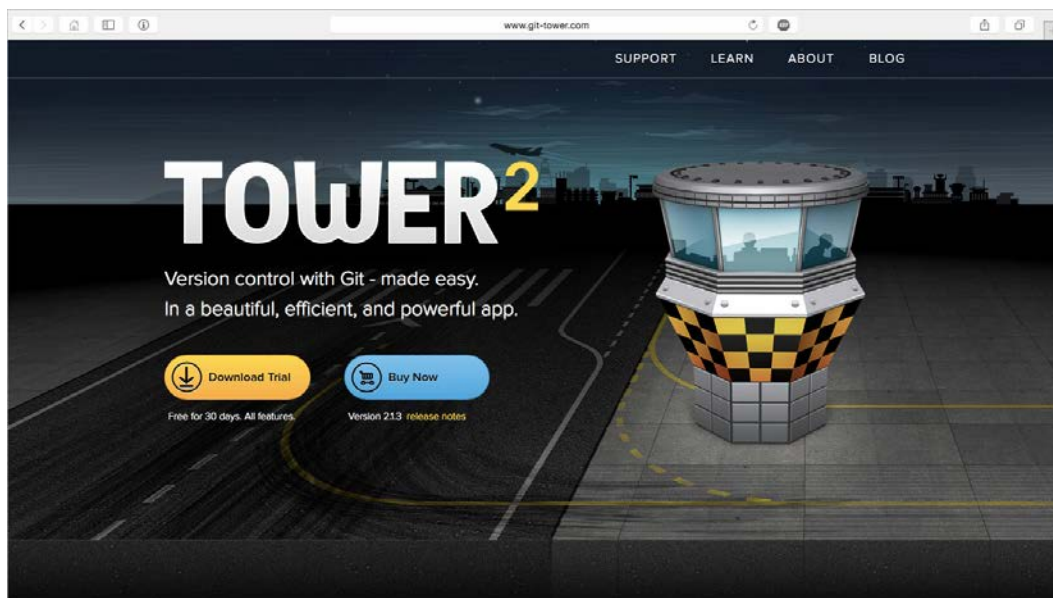 www.git-tower.com
SUPPORT LEARN ABOUT BLOG
TOWER2
Version control with Git - made easy.
In a beautiful, efficient, and powerful app.
Download Trial
Buy Now
Free for 30 days. All features.
Version 2.1.3 release notes